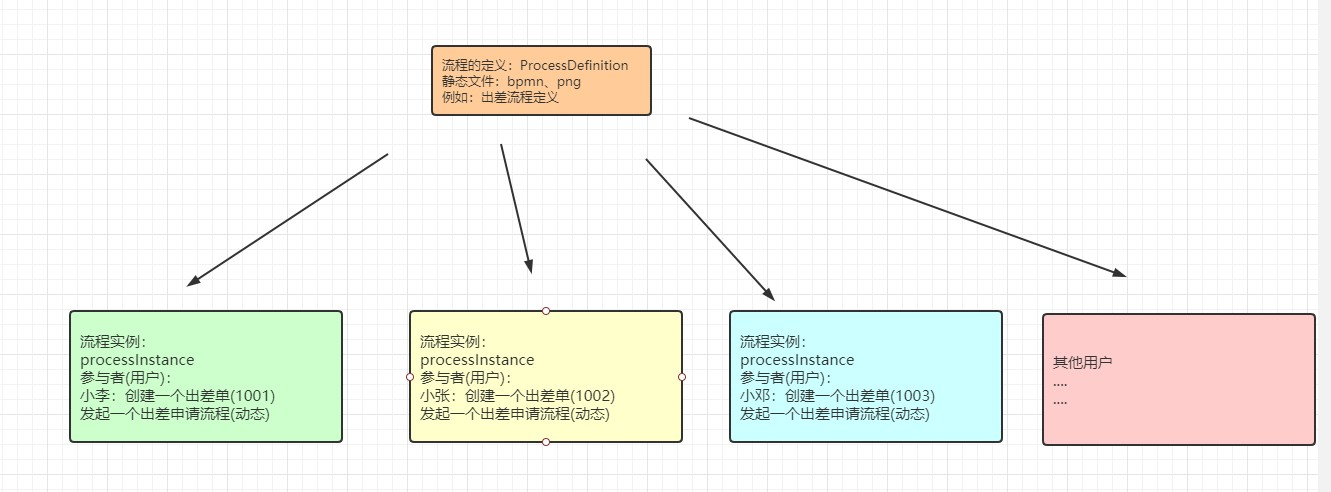 流程的定义：ProcessDefinition
静态文件：bpmn、png
例如：出差流程定义
流程实例：
processInstance
参与者(用户)：
小李：创建一个出差单(1001)
发起一个出差申请流程(动态)
流程实例：
processInstance
参与者(用户)：
小张：创建一个出差单(1002)
发起一个出差申请流程(动态)
流程实例：
processInstance
参与者(用户)：
小邓：创建一个出差单(1003)
发起一个出差申请流程(动态)
其他用户
....
....